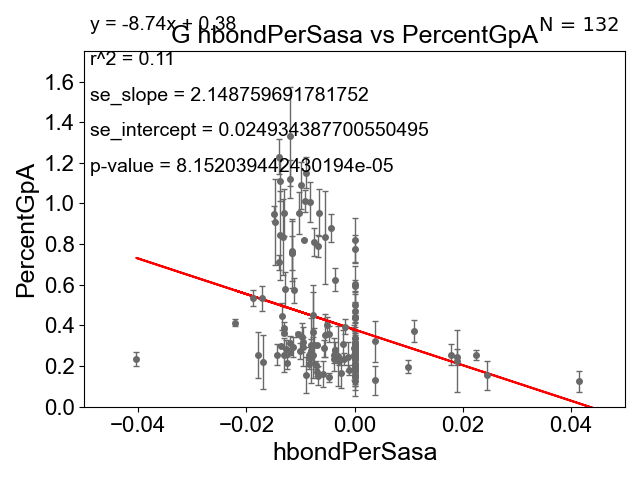 y = -8.74x + 0.38
N = 132
G hbondPerSasa vs PercentGpA
r^2 = 0.11
se_slope = 2.148759691781752
se_intercept = 0.024934387700550495
p-value = 8.152039442430194e-05
PercentGpA
1.6
1.4
1.2
1.0
0.8
0.6
0.4
0.2
0.0
−0.04 −0.02 0.00 0.02 0.04
hbondPerSasa